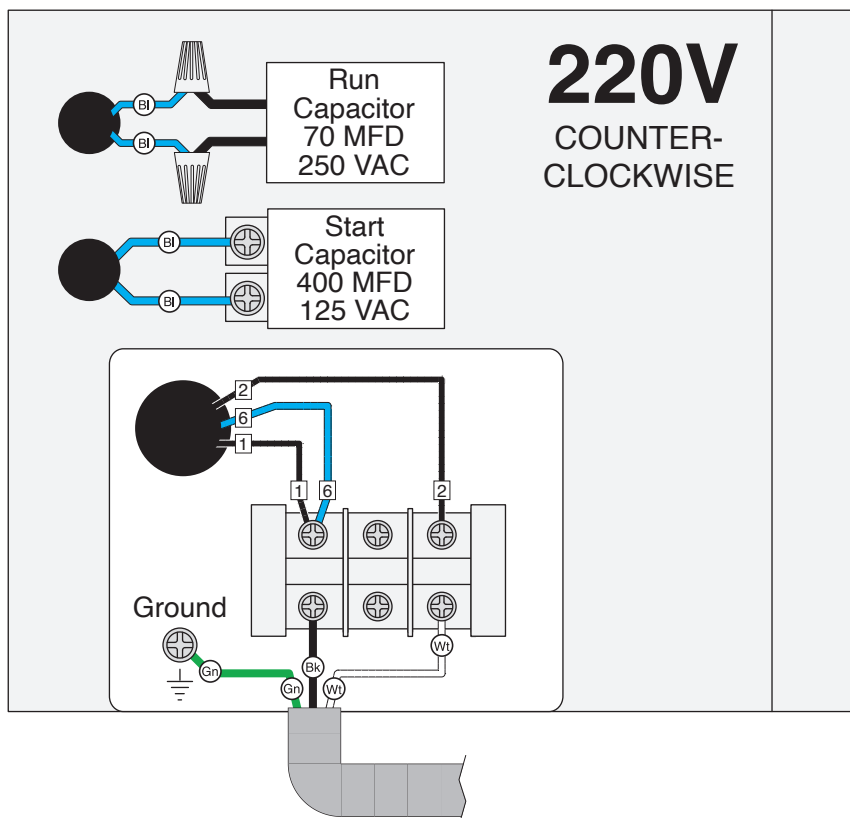 220V
COUNTER-
CLOCKWISE
Bl
Bl
Run
Capacitor
70 MFD
250 VAC
Bl
Bl
Start
Capacitor
400 MFD
125 VAC
2
6
1
1
6
2
Ground
Gn
Gn
Bk
Wt
Wt